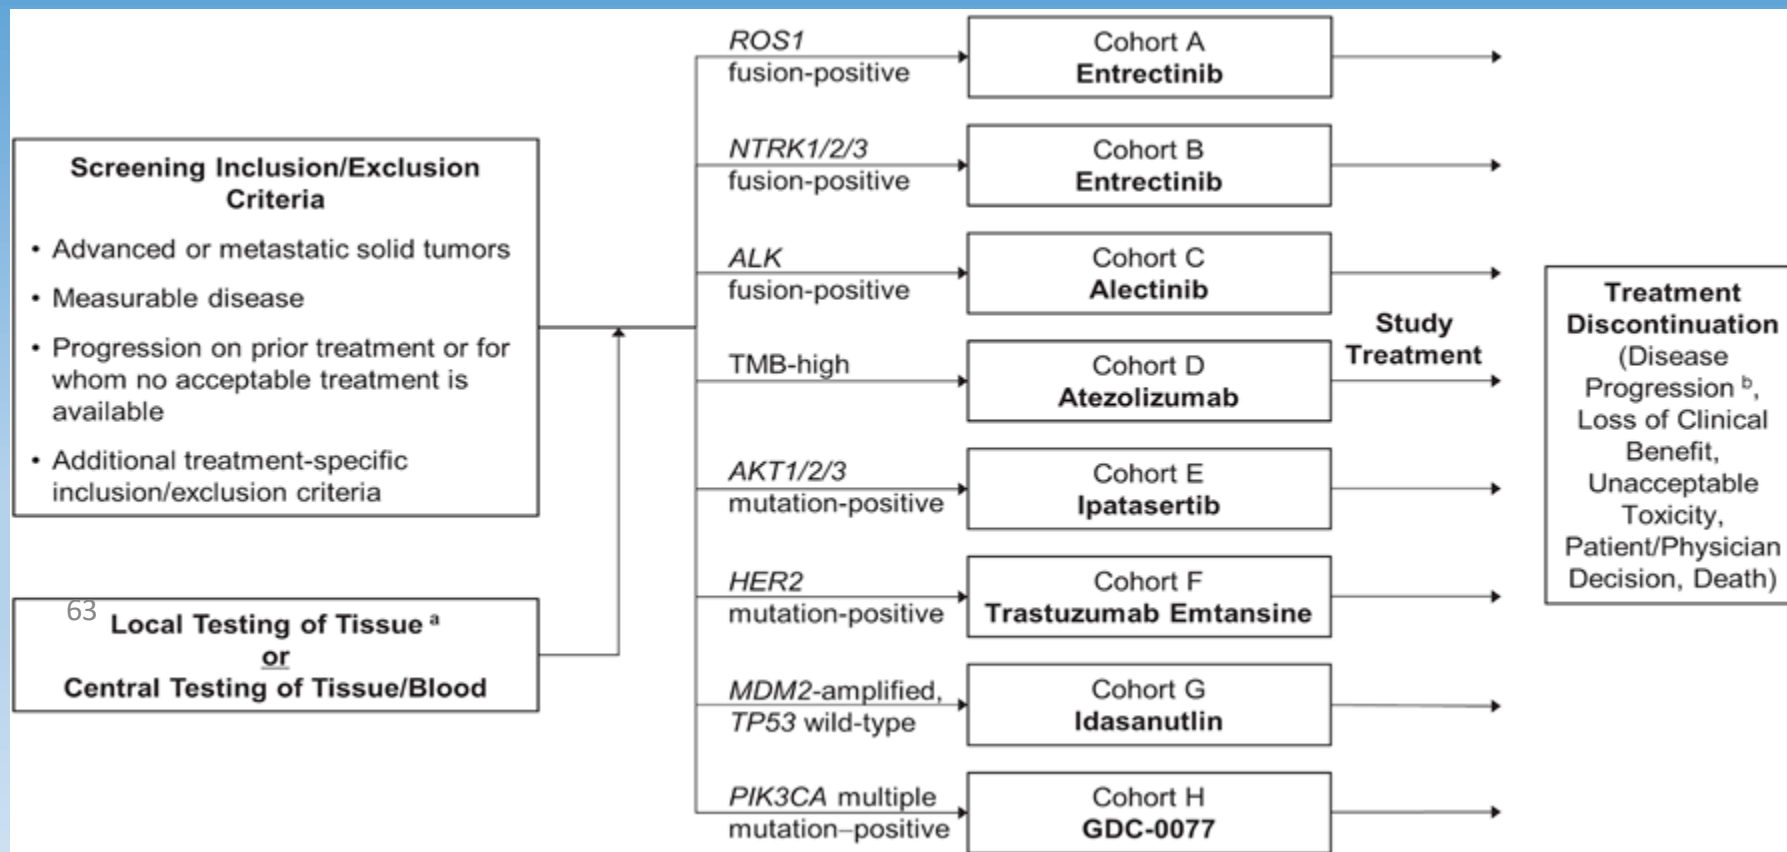 Screening Inclusion/Exclusion
Criteria
• Advanced or metastatic solid tumors
• Measurable disease
• Progression on prior treatment or for
whom no acceptable treatment is
available
• Additional treatment-specific
inclusion/exclusion criteria
63
Local Testing of Tissue a
or
Central Testing of Tissue/Blood
ROS1
fusion-positive
Cohort A
Entrectinib
NTRK1/2/3
fusion-positive
Cohort B
Entrectinib
ALK
fusion-positive
Cohort C
Alectinib
TMB-high
Cohort D
Atezolizumab
AKT1/2/3
mutation-positive
Cohort E
Ipatasertib
HER2
mutation-positive
Cohort F
Trastuzumab Emtansine
MDM2-amplified,
TP53 wild-type
Cohort G
Idasanutlin
PIK3CA multiple
mutation–positive
Cohort H
GDC-0077
Study
Treatment
Treatment
Discontinuation
(Disease
Progression b,
Loss of Clinical
Benefit,
Unacceptable
Toxicity,
Patient/Physician
Decision, Death)